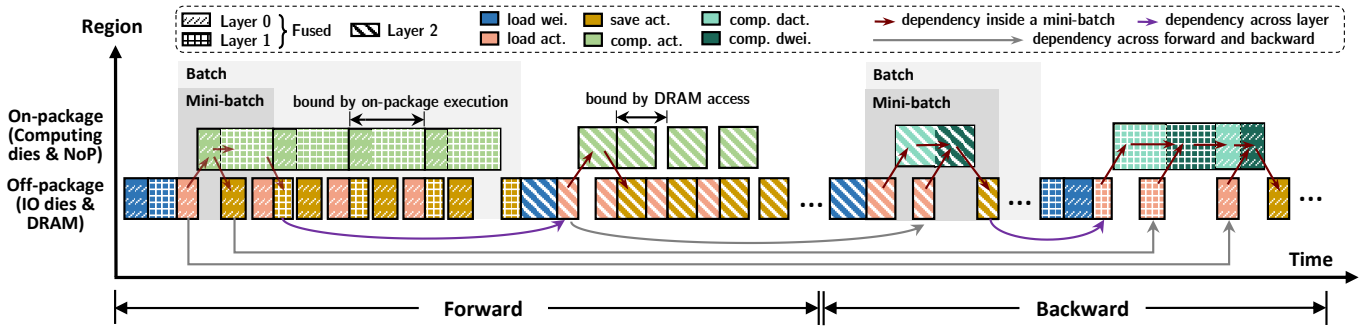 Region
Layer 0
Layer 1
Fused
Layer 2
load wei.
load act.
save act.
comp. act.
comp. dact.
comp. dwei.
dependency inside a mini-batch
dependency across layer
dependency across forward and backward
Batch
Mini-batch
bound by on-package execution
bound by DRAM access
Batch
Mini-batch
On-package
(Computing
dies & NoP)
Off-package
(IO dies &
DRAM)
...
...
...
Time
Forward
Backward